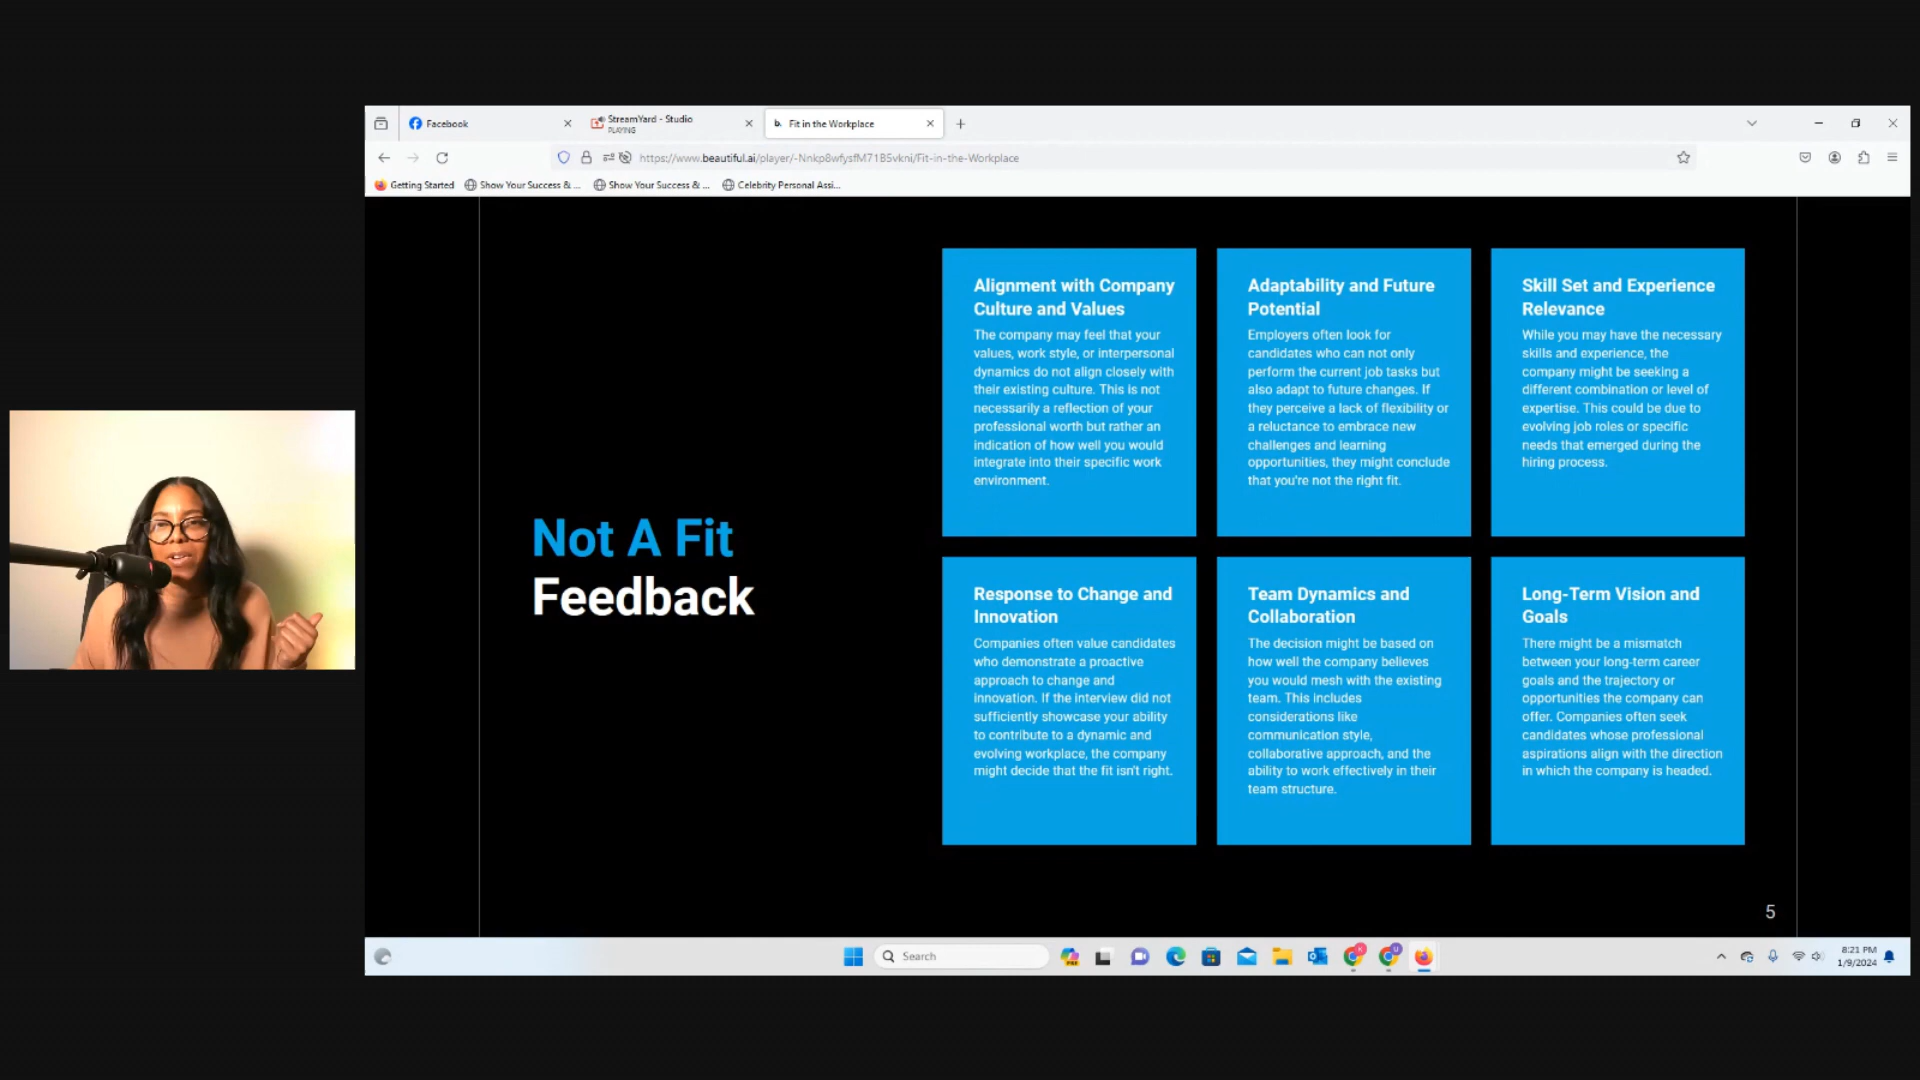 Facebook
StreamYard - Studio
PLAYING
Fit in the Workplace
https://www.beautiful.ai/player/-Nnkp8wfysfM71B5vkni/Fit-in-the-Workplace
Getting Started
Show Your Success & ...
Show Your Success & ...
Celebrity Personal Assi...
Not A Fit
Feedback
Alignment with Company
Culture and Values
The company may feel that your
values, work style, or interpersonal
dynamics do not align closely with
their existing culture. This is not
necessarily a reflection of your
professional worth but rather an
indication of how well you would
integrate into their specific work
environment.
Adaptability and Future
Potential
Employers often look for
candidates who can not only
perform the current job tasks but
also adapt to future changes. If
they perceive a lack of flexibility or
a reluctance to embrace new
challenges and learning
opportunities, they might conclude
that you're not the right fit.
Skill Set and Experience
Relevance
While you may have the necessary
skills and experience, the
company might be seeking a
different combination or level of
expertise. This could be due to
evolving job roles or specific
needs that emerged during the
hiring process.
Response to Change and
Innovation
Companies often value candidates
who demonstrate a proactive
approach to change and
innovation. If the interview did not
sufficiently showcase your ability
to contribute to a dynamic and
evolving workplace, the company
might decide that the fit isn't right.
Team Dynamics and
Collaboration
The decision might be based on
how well the company believes
you would mesh with the existing
team. This includes
considerations like
communication style,
collaborative approach, and the
ability to work effectively in their
team structure.
Long-Term Vision and
Goals
There might be a mismatch
between your long-term career
goals and the trajectory or
opportunities the company can
offer. Companies often seek
candidates whose professional
aspirations align with the direction
in which the company is headed.
5
Search
8:21 PM
1/9/2024